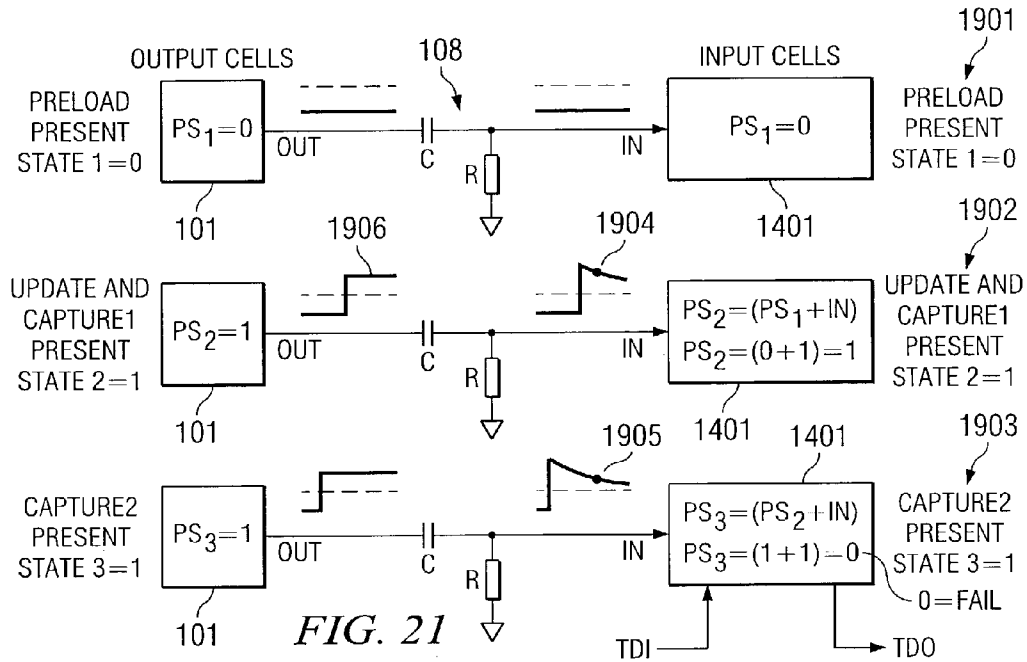 OUTPUT CELLS
108
INPUT CELLS
1901
PRELOAD
PRESENT
STATE 1=0
PS1=0
OUT
C
R
IN
PS1=0
PRELOAD
PRESENT
STATE 1=0
101
1401
1906
1904
1902
UPDATE AND
CAPTURE1
PRESENT
STATE 2=1
PS2=1
OUT
C
R
IN
PS2=(PS1+IN)
PS2=(0+1)=1
UPDATE AND
CAPTURE1
PRESENT
STATE 2=1
101
1401
1905
1401
1903
CAPTURE2
PRESENT
STATE 3=1
PS3=1
OUT
C
R
IN
PS3=(PS2+IN)
PS3=(1+1)=0
CAPTURE2
PRESENT
STATE 3=1
0=FAIL
101
FIG. 21
TDI
TDO